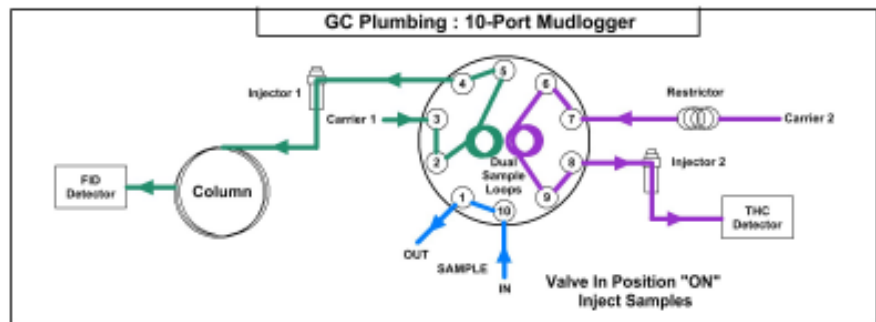 GC Plumbing : 10-Port Mudlogger
Injector 1
Carrier 1
FID
Detector
Column
4
5
3
2
1
10
6
7
8
9
Dual
Sample
Loops
Restrictor
Carrier 2
Injector 2
THC
Detector
OUT
SAMPLE
IN
Valve In Position "ON"
Inject Samples